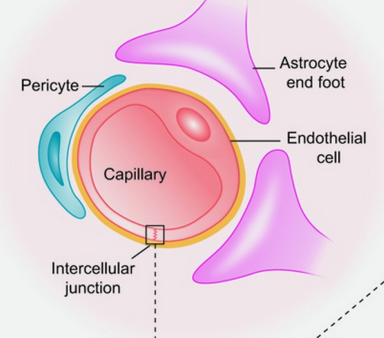 Astrocyte
end foot
Pericyte
Endothelial
cell
Capillary
Intercellular
junction